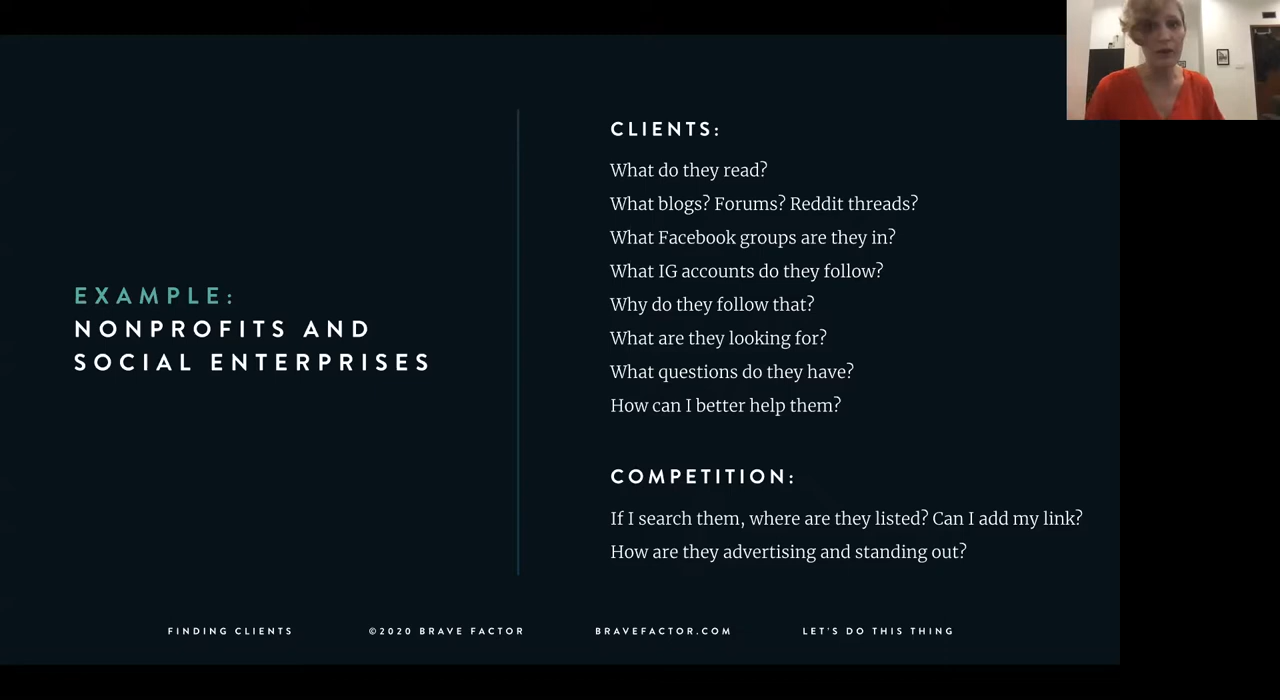 EXAMPLE:
NONPROFITS AND
SOCIAL ENTERPRISES
CLIENTS:
What do they read?
What blogs? Forums? Reddit threads?
What Facebook groups are they in?
What IG accounts do they follow?
Why do they follow that?
What are they looking for?
What questions do they have?
How can I better help them?
COMPETITION:
If I search them, where are they listed? Can I add my link?
How are they advertising and standing out?
FINDING CLIENTS
©2020 BRAVE FACTOR
BRAVEFACTOR.COM
LET'S DO THIS THING